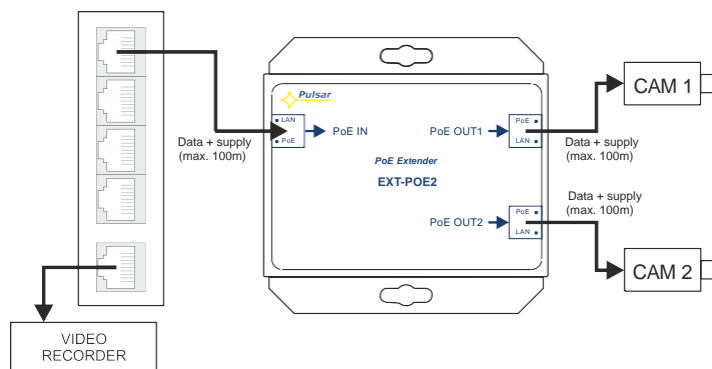 Pulsar
LAN
PoE
PoE IN
PoE OUT1
PoE
LAN
PoE Extender
EXT-POE2
PoE OUT2
PoE
LAN
Data + supply
(max. 100m)
Data + supply
(max. 100m)
Data + supply
(max. 100m)
CAM 1
CAM 2
VIDEO
RECORDER